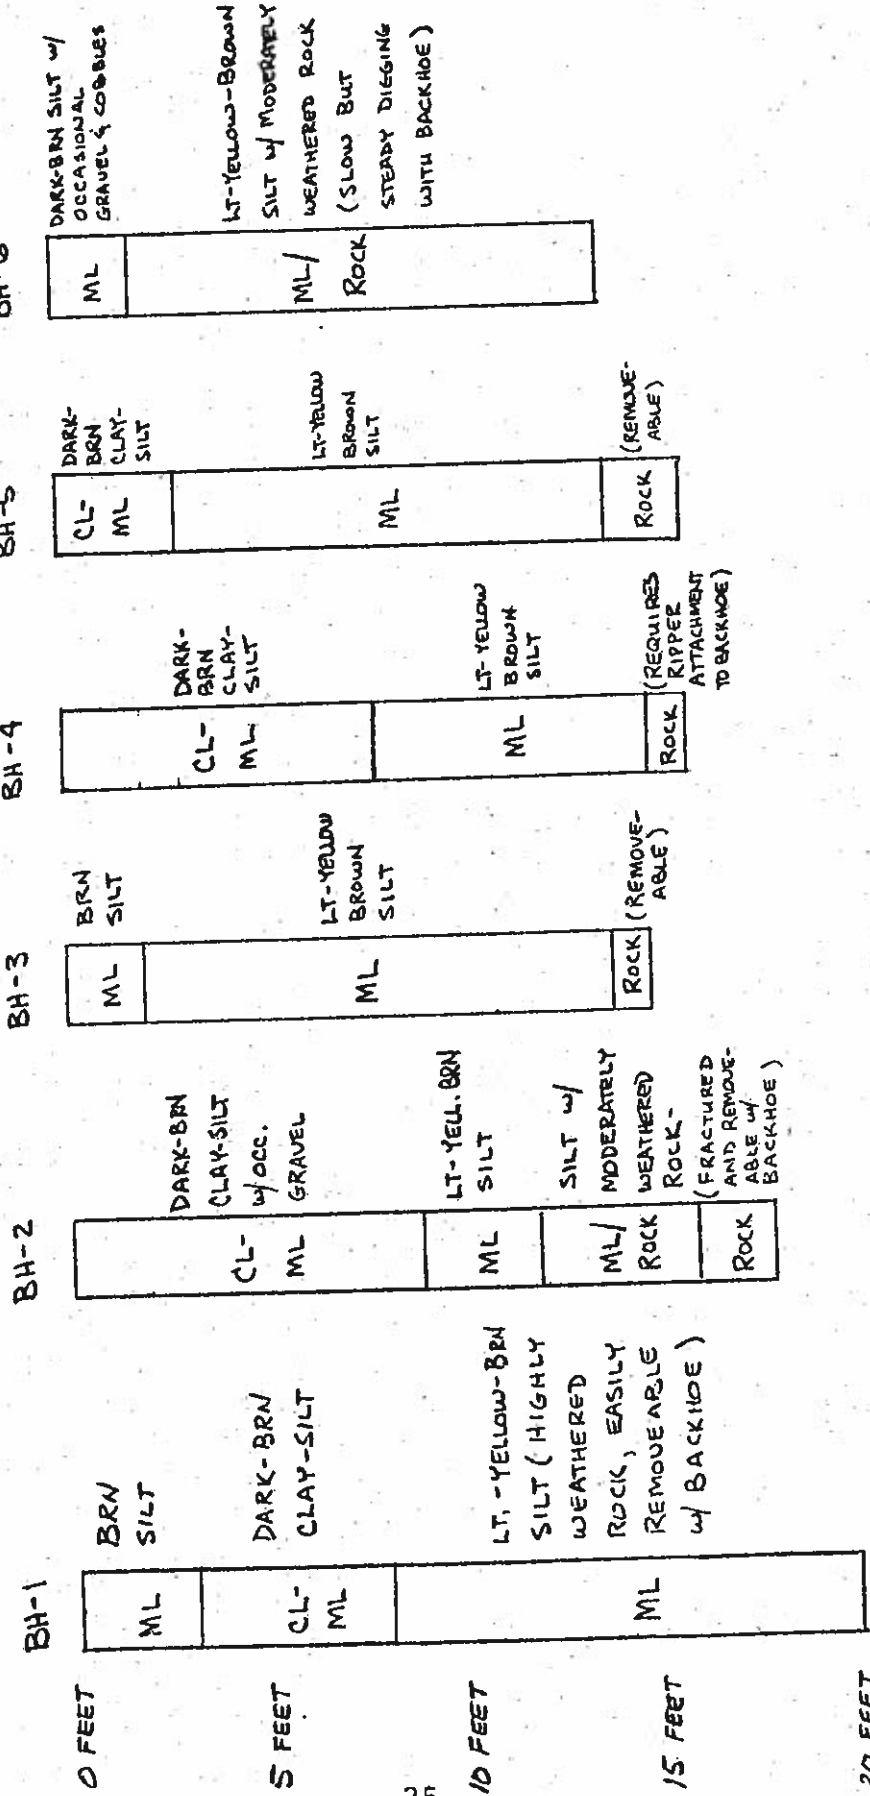 BH-1
ML
BRN
SILT
CL-
ML
DARK-BRN
CLAY-SILT
ML
LT.-YELLOW-BRN
SILT (HIGHLY
WEATHERED
ROCK, EASILY
REMOVEABLE
w/ BACKHOE)
BH-2
CL-
ML
DARK-BRN
CLAY-SILT
w/ OCC.
GRAVEL
ML
LT-YELL.BRN
SILT
ML/
ROCK
SILT w/
MODERATELY
WEATHERED
ROCK-
ROCK
(FRACTURED
AND REMOVE-
ABLE w/
BACKHOE)
BH-3
ML
BRN
SILT
ML
LT-YELLOW
BROWN
SILT
ROCK
(REMOVE-
ABLE)
BH-4
CL-
ML
DARK-
BRN
CLAY-
SILT
ML
LT-YELLOW
BROWN
SILT
ROCK
(REQUIRES
RIPPER
ATTACHMENT
TO BACKHOE)
BH-5
CL-
ML
DARK-
BRN
CLAY-
SILT
ML
LT-YELLOW
BROWN
SILT
ROCK
(REMOVE-
ABLE)
BH-6
ML
DARK-BRN SILT w/
OCCASIONAL
GRAVEL & COBBLES
ML/
ROCK
LT-YELLOW-BROWN
SILT w/ MODERATELY
WEATHERED ROCK
(SLOW BUT
STEADY DIGGING
WITH BACKHOE)
0 FEET
5 FEET
10 FEET
15 FEET
20 FEET